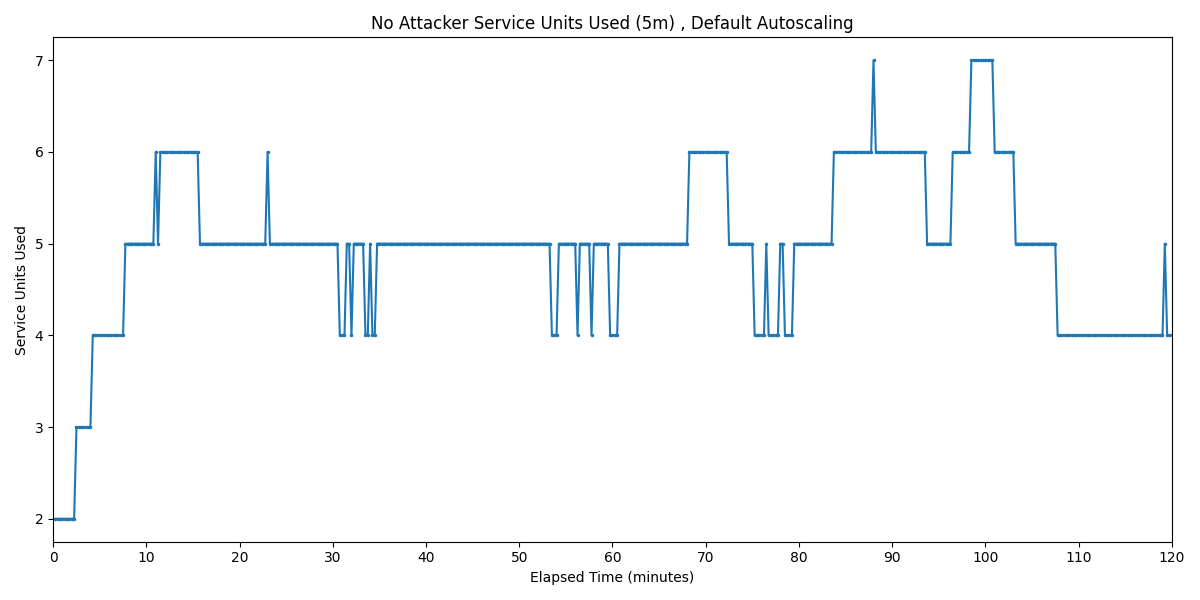 No Attacker Service Units Used (5m) , Default Autoscaling
Service Units Used
7
6
5
4
3
2
0 10 20 30 40 50 60 70 80 90 100 110 120
Elapsed Time (minutes)